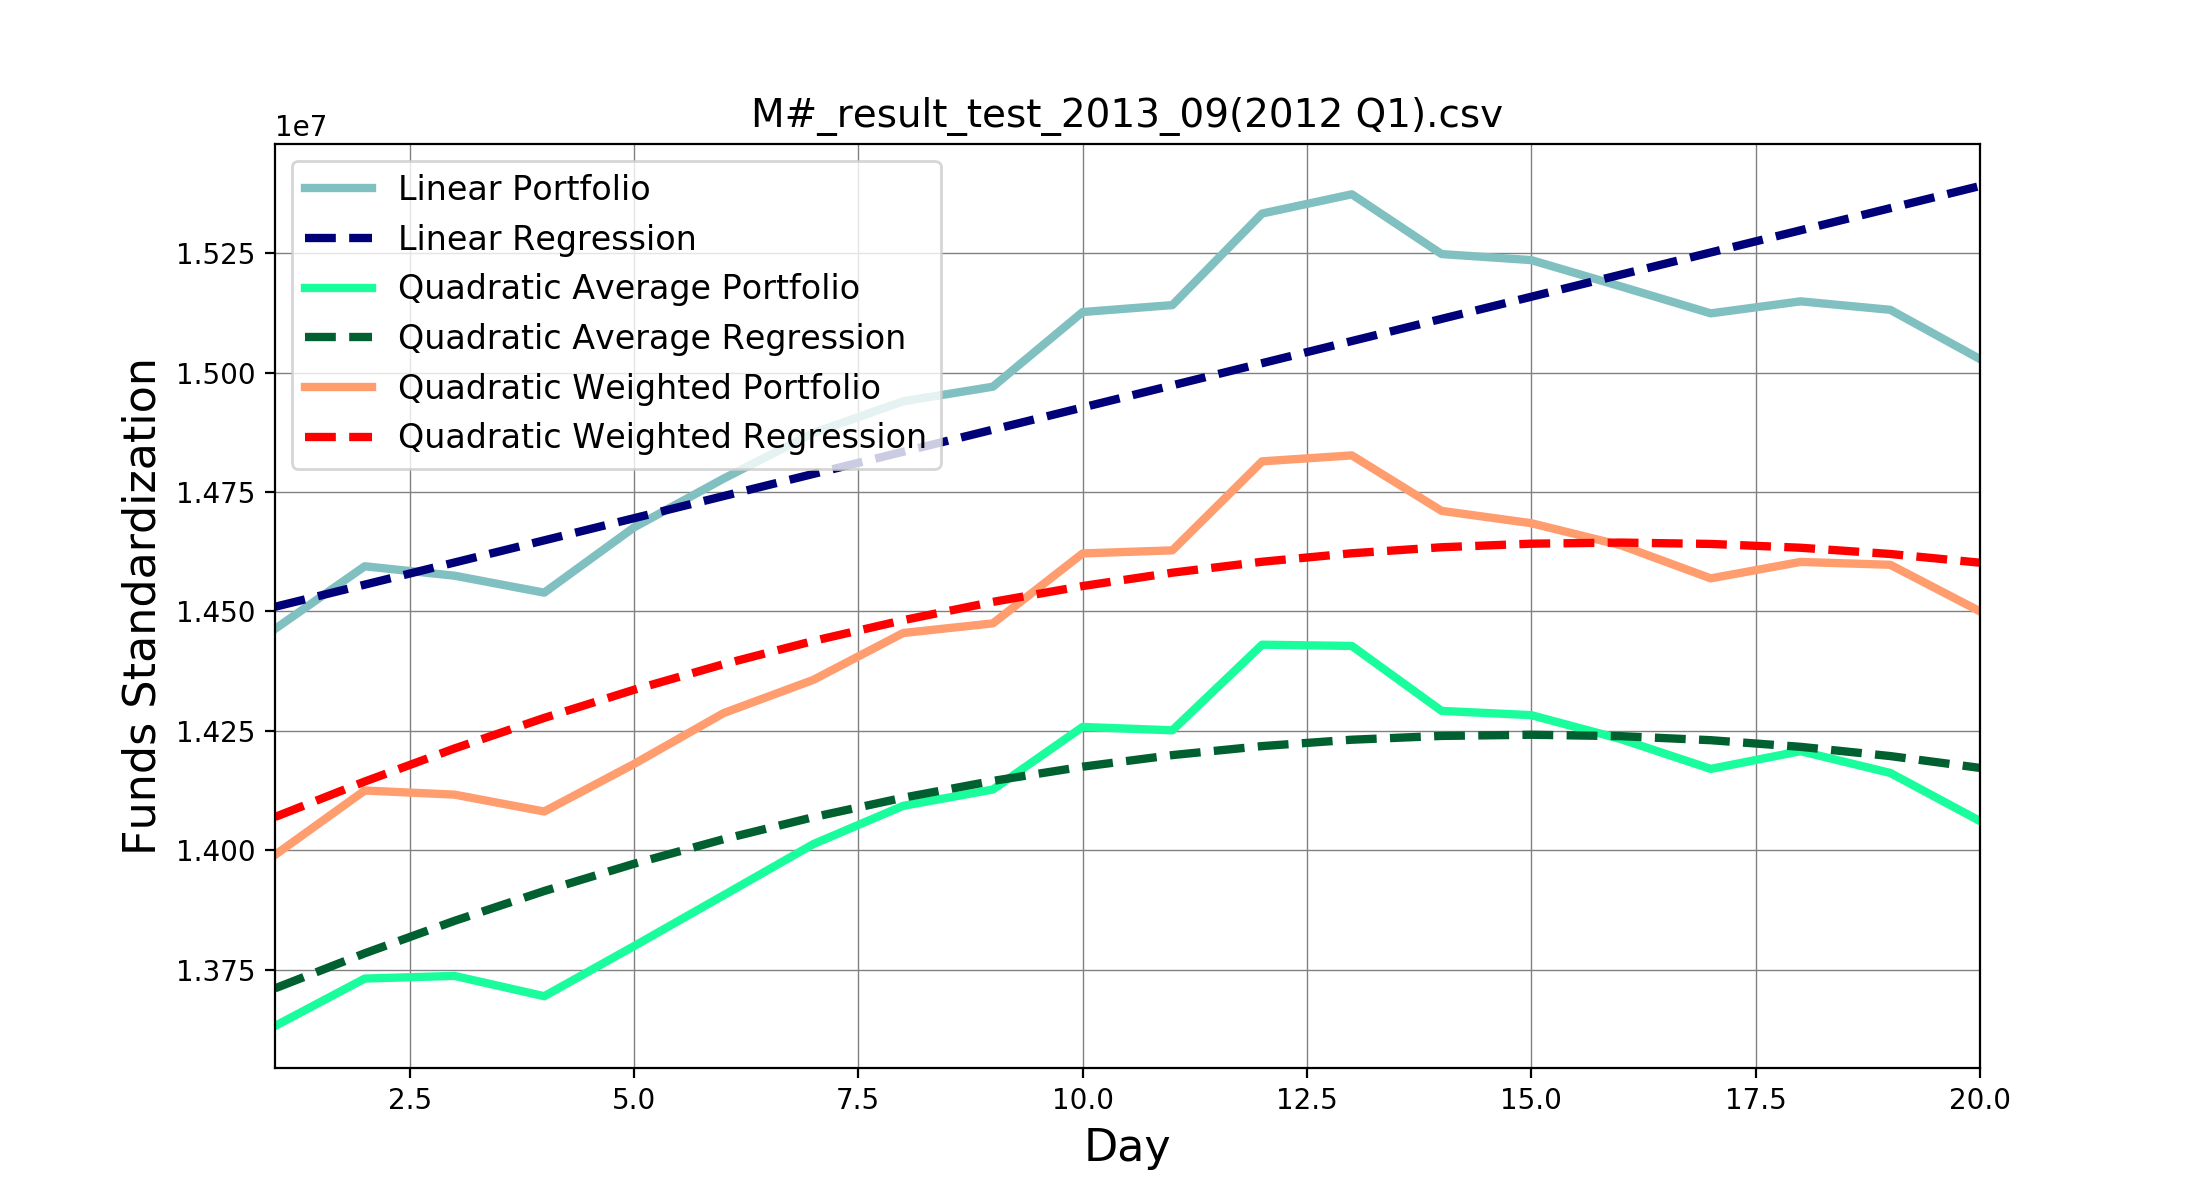 M#_result_test_2013_09(2012 Q1).csv
1e7
Linear Portfolio
Linear Regression
Quadratic Average Portfolio
Quadratic Average Regression
Quadratic Weighted Portfolio
Quadratic Weighted Regression
1.525
1.500
1.475
1.450
1.425
1.400
1.375
Funds Standardization
2.5 5.0 7.5 10.0 12.5 15.0 17.5 20.0
Day